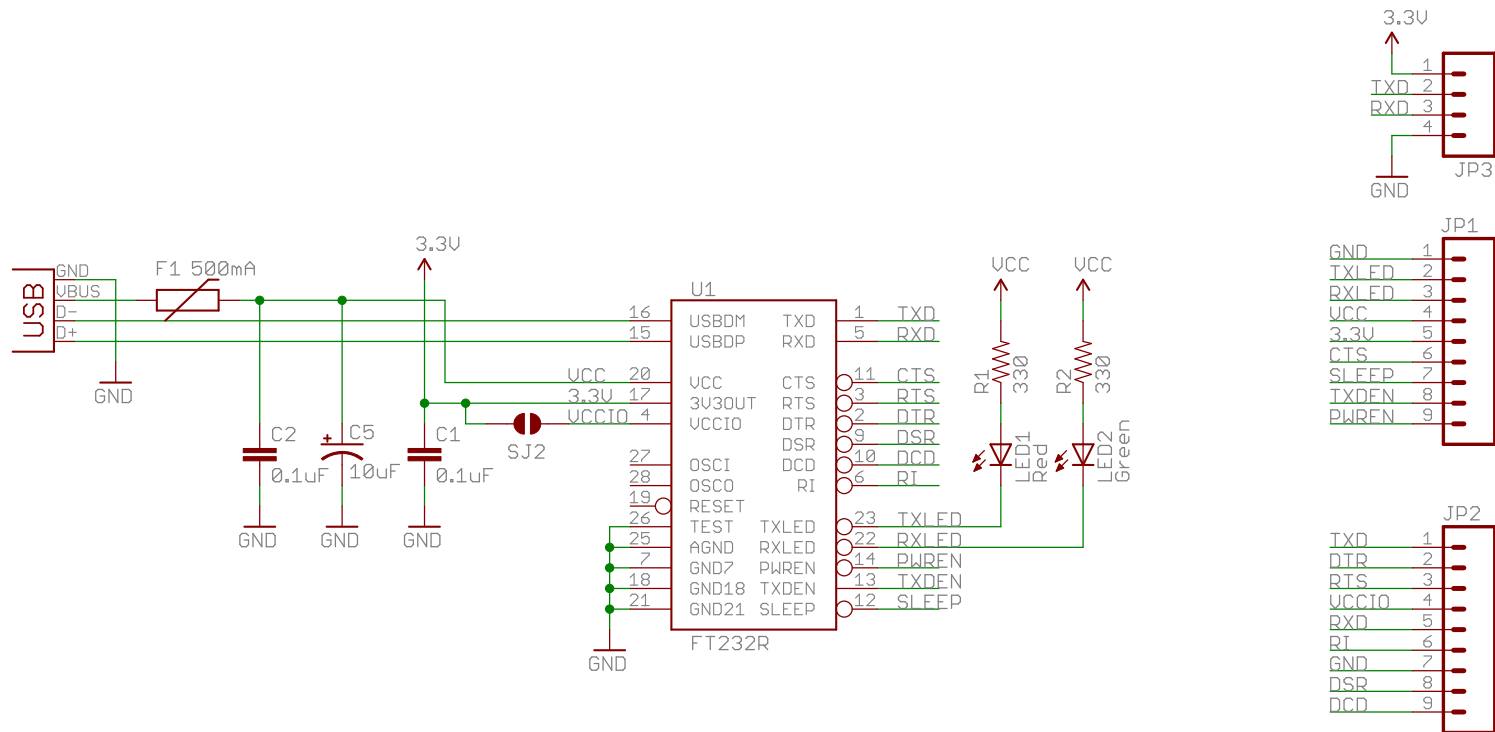 USB
GND
VBUS
D-
D+
GND
F1 500mA
C2
0.1uF
GND
C5
+
10uF
GND
3.3V
C1
0.1uF
GND
VCC
3.3V
VCCIO
SJ2
U1
16 USBDM TXD 1 TXD
15 USBDP RXD 5 RXD
20 VCC CTS 11 CTS
17 3V3OUT RTS 3 RTS
4 VCCIO DTR 2 DTR
DSR 9 DSR
27 OSCI DCD 10 DCD
28 OSCO RI 6 RI
19 RESET
26 TEST TXLED 23 TXLED
25 AGND RXLED 22 RXLED
7 GND7 PWREN 14 PWREN
18 GND18 TXDEN 13 TXDEN
21 GND21 SLEEP 12 SLEEP
FT232R
GND
VCC
R1
330
LED1
Red
VCC
R2
330
LED2
Green
3.3V
1
TXD 2
RXD 3
4
GND
JP3
JP1
GND 1
TXLED 2
RXLED 3
VCC 4
3.3V 5
CTS 6
SLEEP 7
TXDEN 8
PWREN 9
JP2
TXD 1
DTR 2
RTS 3
VCCIO 4
RXD 5
RI 6
GND 7
DSR 8
DCD 9